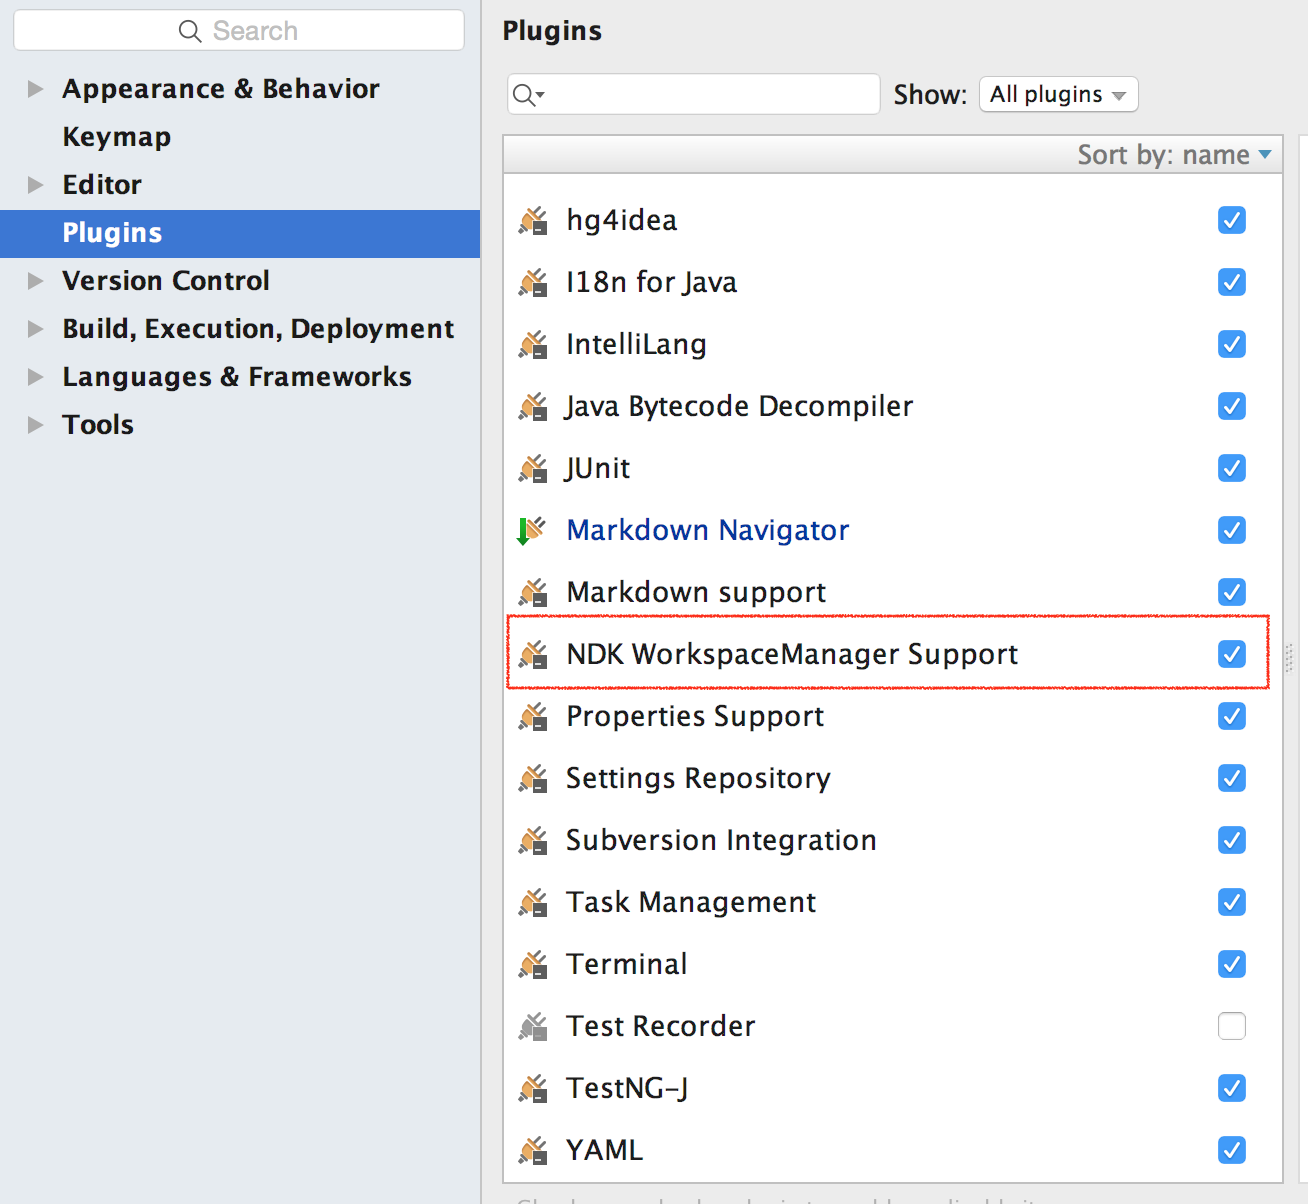 Search
Appearance & Behavior
Keymap
Editor
Plugins
Version Control
Build, Execution, Deployment
Languages & Frameworks
Tools
Plugins
Show: All plugins
Sort by: name
hg4idea
I18n for Java
IntelliLang
Java Bytecode Decompiler
JUnit
Markdown Navigator
Markdown support
NDK WorkspaceManager Support
Properties Support
Settings Repository
Subversion Integration
Task Management
Terminal
Test Recorder
TestNG-J
YAML